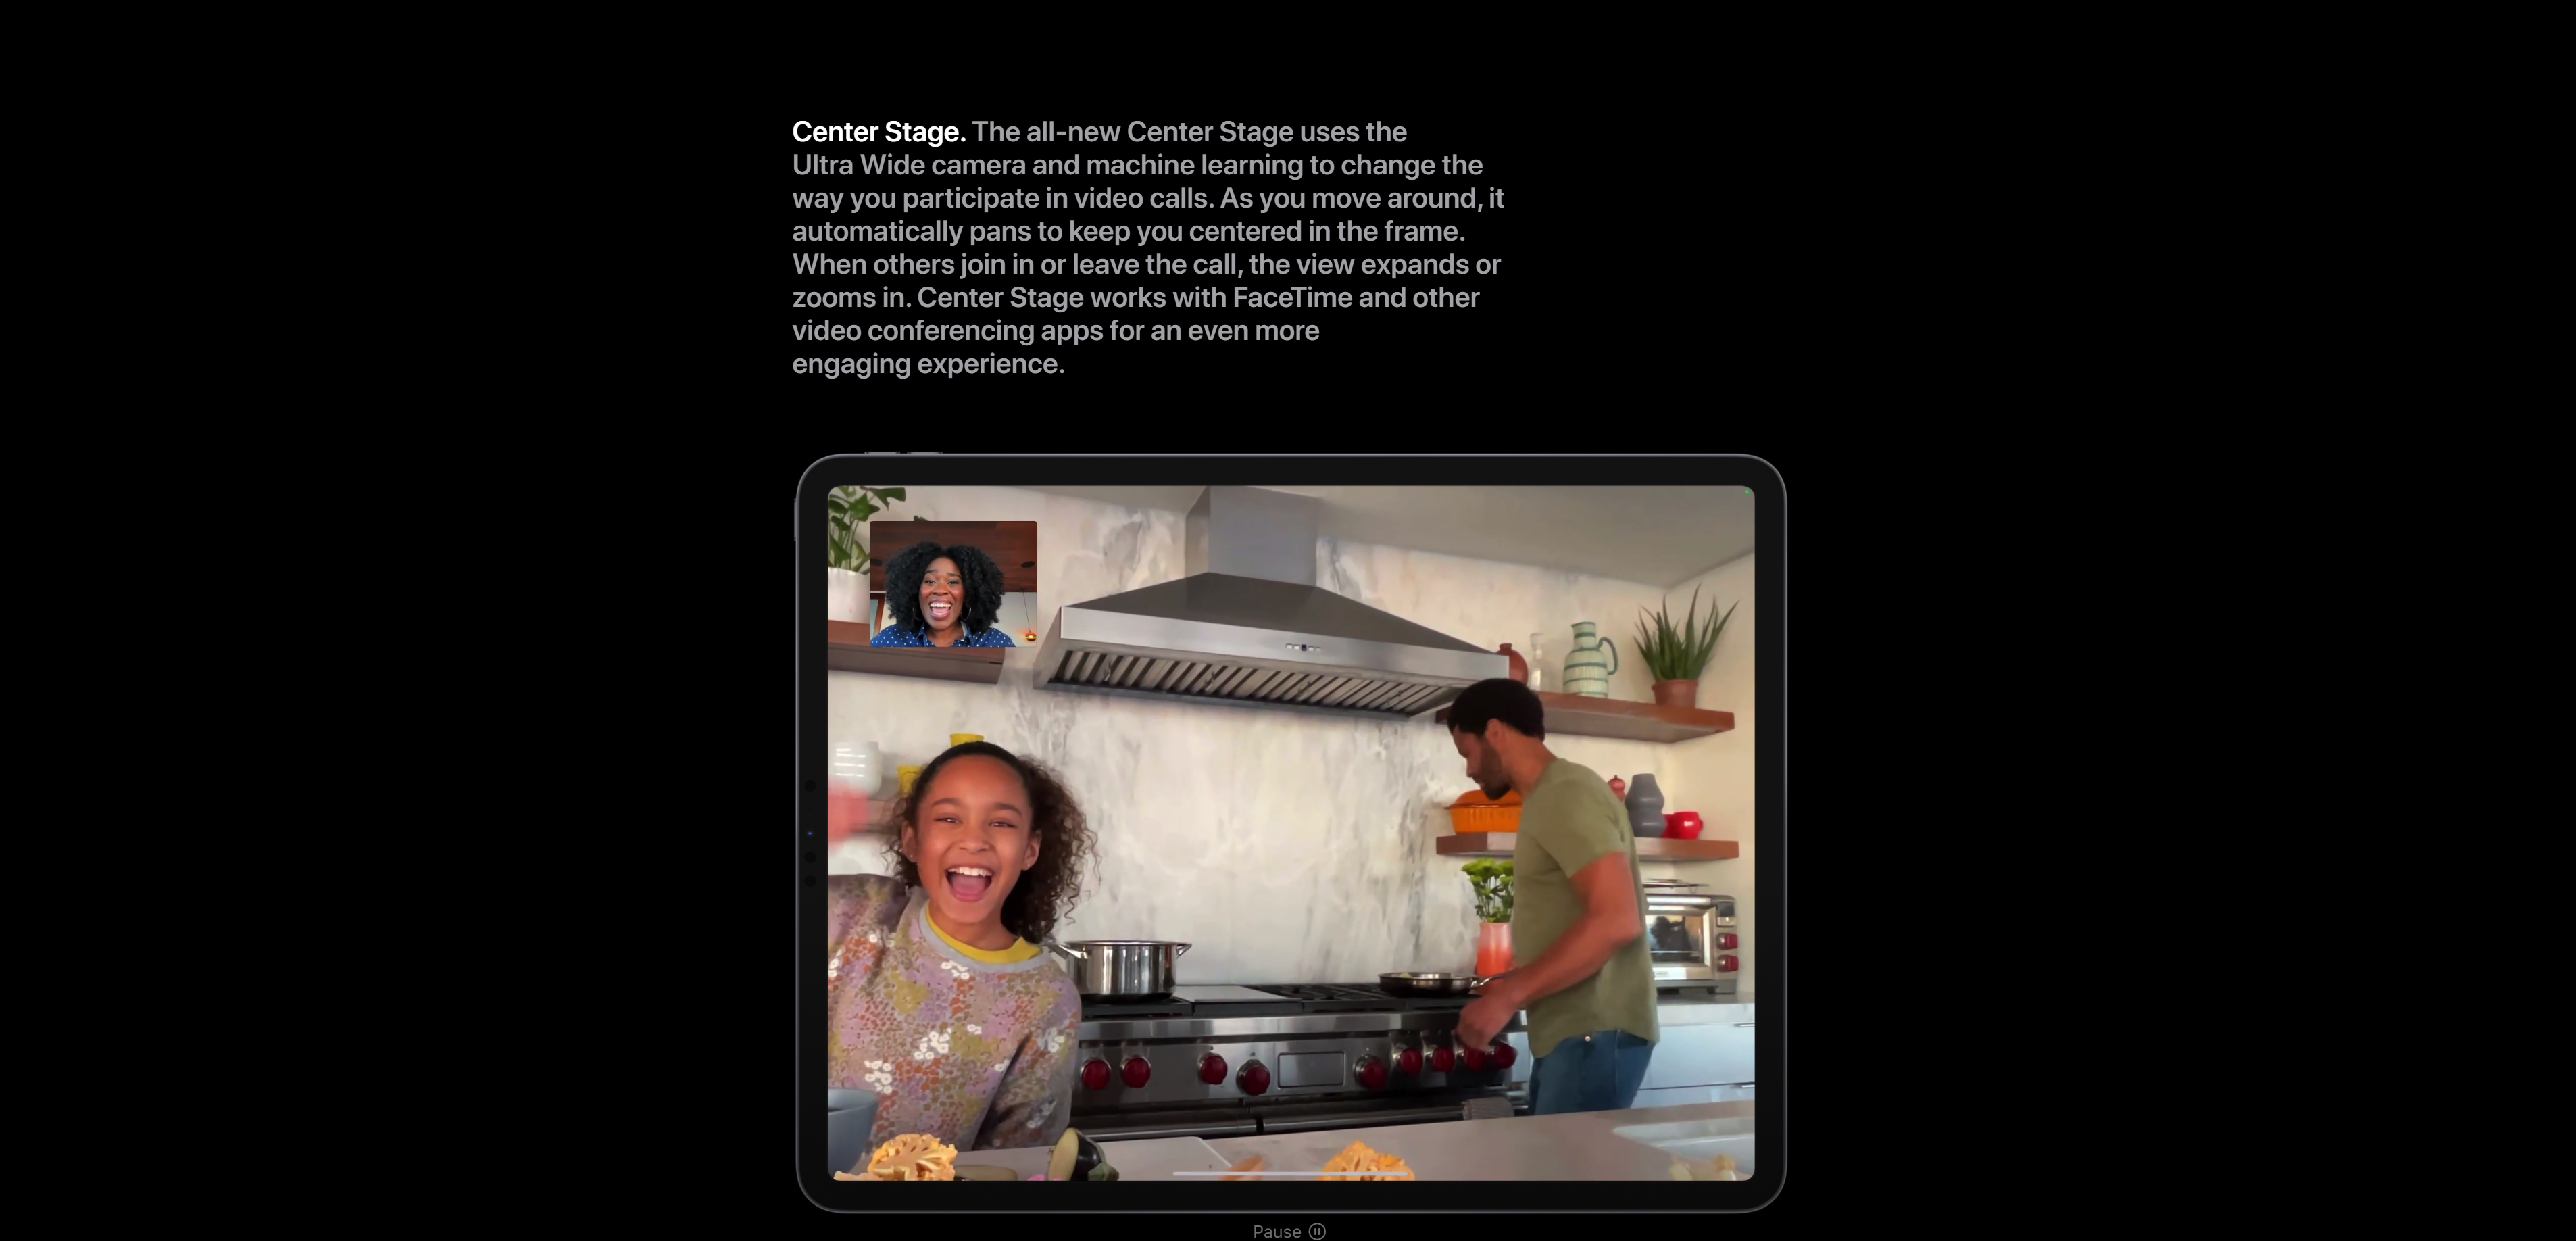 Center Stage. The all-new Center Stage uses the
Ultra Wide camera and machine learning to change the
way you participate in video calls. As you move around, it
automatically pans to keep you centered in the frame.
When others join in or leave the call, the view expands or
zooms in. Center Stage works with FaceTime and other
video conferencing apps for an even more
engaging experience.
Pause